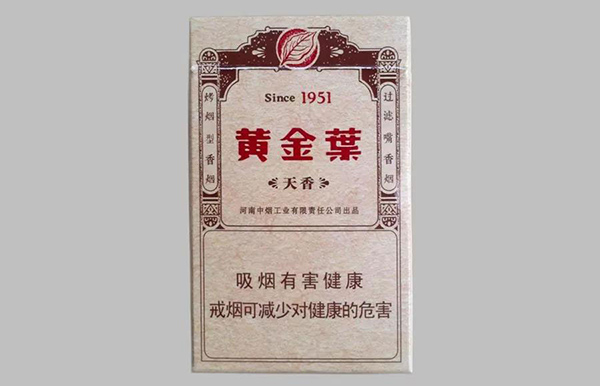 Since 1951
黄金葉
天香
河南中烟工业有限责任公司出品
烤烟型香烟
过滤嘴香烟
吸烟有害健康
戒烟可减少对健康的危害